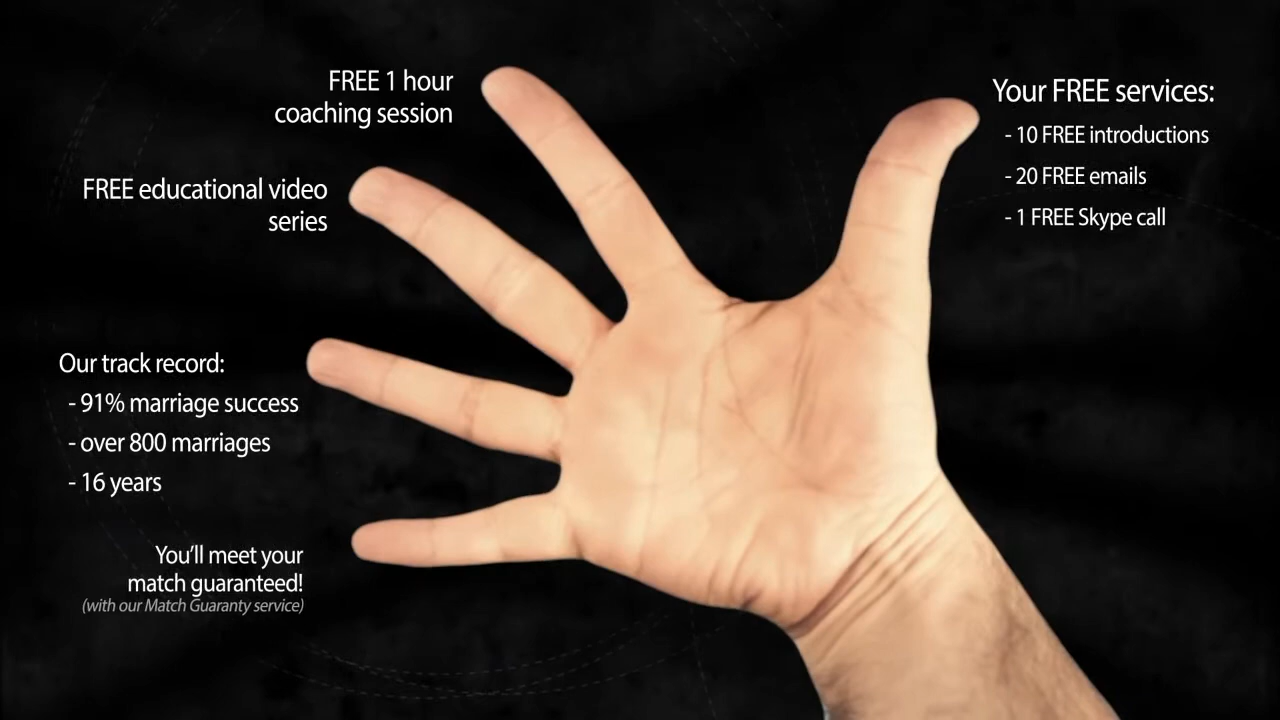 FREE 1 hour
coaching session
FREE educational video
series
Our track record:
- 91% marriage success
- over 800 marriages
- 16 years
You'll meet your
match guaranteed!
(with our Match Guaranty service)
Your FREE services:
- 10 FREE introductions
- 20 FREE emails
- 1 FREE Skype call